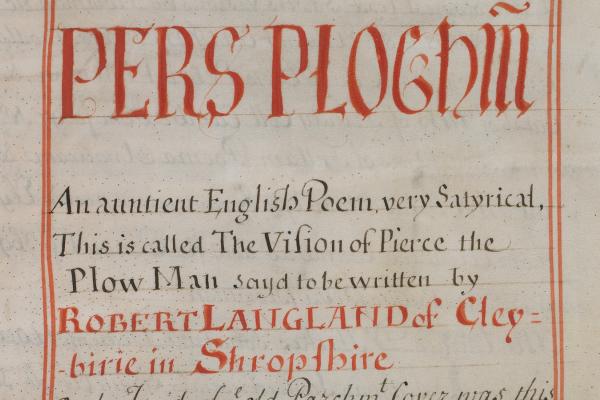 PERS PLOGHM̃
An auntient English Poem, very Satyrical,
This is called The Viſion of Pierce the
Plow Man sayd to be written by
ROBERT LANGLAND of Cley=
-birie in Shropſhire
old Parchmt Cover was this